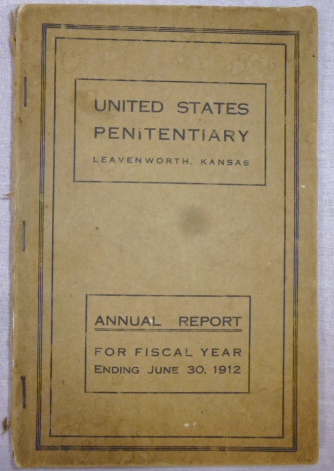 UNITED STATES
PENiTENTiARY
LEAVENWORTH, KANSAS
ANNUAL REPORT
FOR FISCAL YEAR
ENDING JUNE 30, 1912